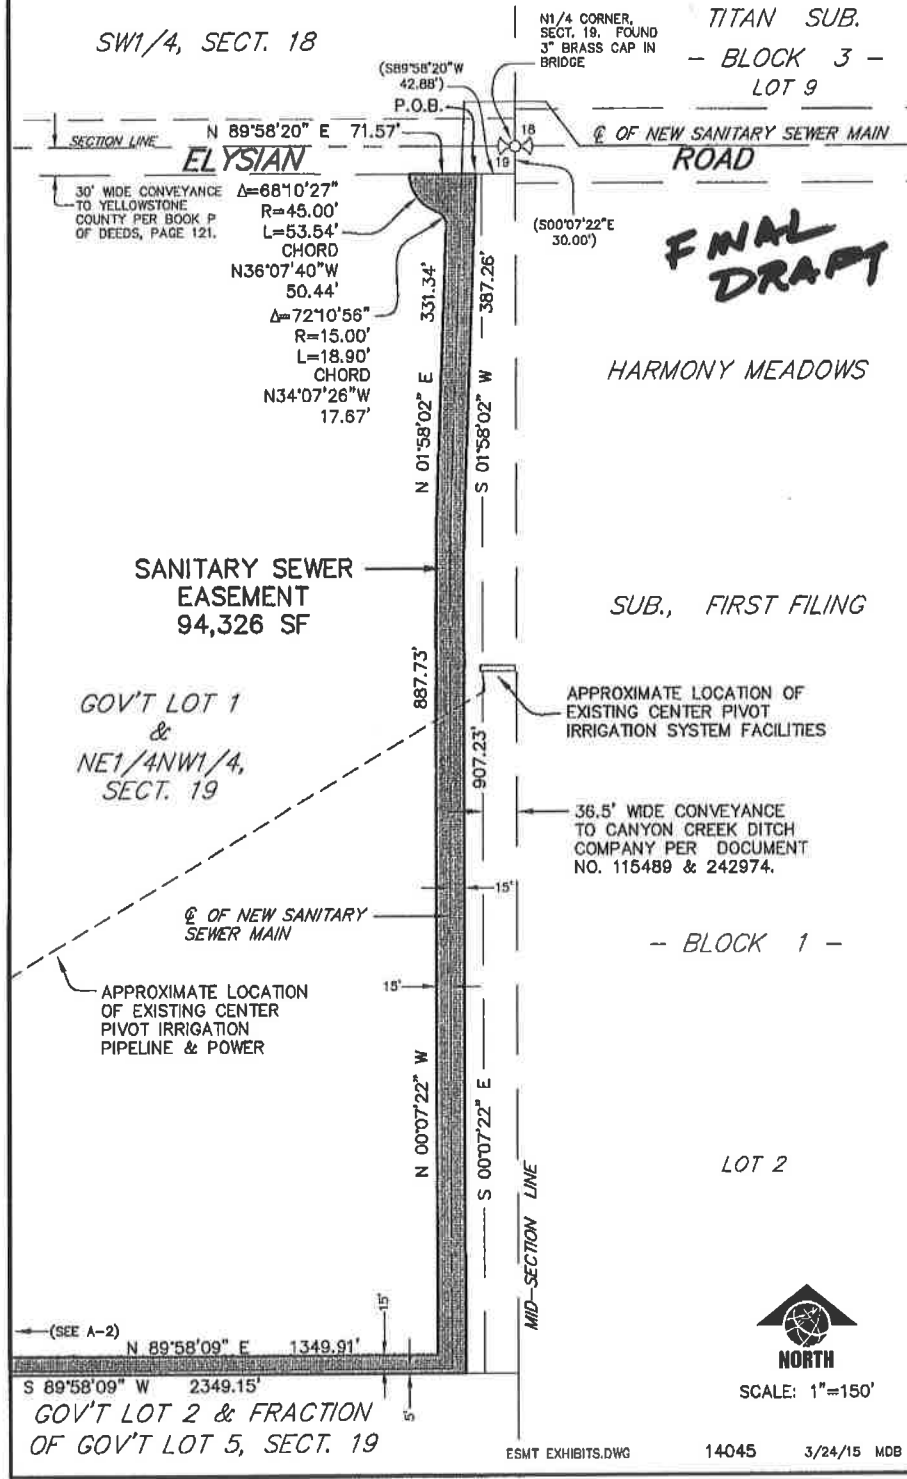 SW1/4, SECT. 18
N1/4 CORNER,
SECT. 19. FOUND
3" BRASS CAP IN
BRIDGE
TITAN SUB.
- BLOCK 3 -
LOT 9
(S89°58'20"W
42.88')
P.O.B.
SECTION LINE
N 89°58'20" E 71.57'
18
19
℄ OF NEW SANITARY SEWER MAIN
ELYSIAN
ROAD
30' WIDE CONVEYANCE
TO YELLOWSTONE
COUNTY PER BOOK P
OF DEEDS, PAGE 121.
Δ=68°10'27"
R=45.00'
L=53.54'
CHORD
N36°07'40"W
50.44'
Δ=72°10'56"
R=15.00'
L=18.90'
CHORD
N34°07'26"W
17.67'
(S00°07'22"E
30.00')
FINAL
DRAFT
N 01°58'02" E 331.34'
S 01°58'02" W 387.26'
HARMONY MEADOWS
SANITARY SEWER
EASEMENT
94,326 SF
SUB., FIRST FILING
GOV'T LOT 1
&
NE1/4NW1/4,
SECT. 19
APPROXIMATE LOCATION OF
EXISTING CENTER PIVOT
IRRIGATION SYSTEM FACILITIES
N 00°07'22" W 887.73'
S 00°07'22" E 907.23'
36.5' WIDE CONVEYANCE
TO CANYON CREEK DITCH
COMPANY PER DOCUMENT
NO. 115489 & 242974.
15'
℄ OF NEW SANITARY
SEWER MAIN
- BLOCK 1 -
15'
APPROXIMATE LOCATION
OF EXISTING CENTER
PIVOT IRRIGATION
PIPELINE & POWER
LOT 2
MID-SECTION LINE
15'
(SEE A-2)
N 89°58'09" E 1349.91'
S 89°58'09" W 2349.15'
5'
GOV'T LOT 2 & FRACTION
OF GOV'T LOT 5, SECT. 19
NORTH
SCALE: 1"=150'
ESMT EXHIBITS.DWG 14045 3/24/15 MDB